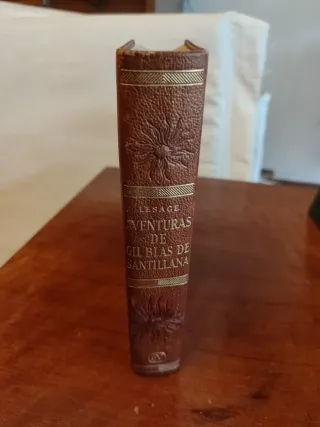 LESAGE
AVENTURAS
DE
GIL BLAS DE
SANTILLANA